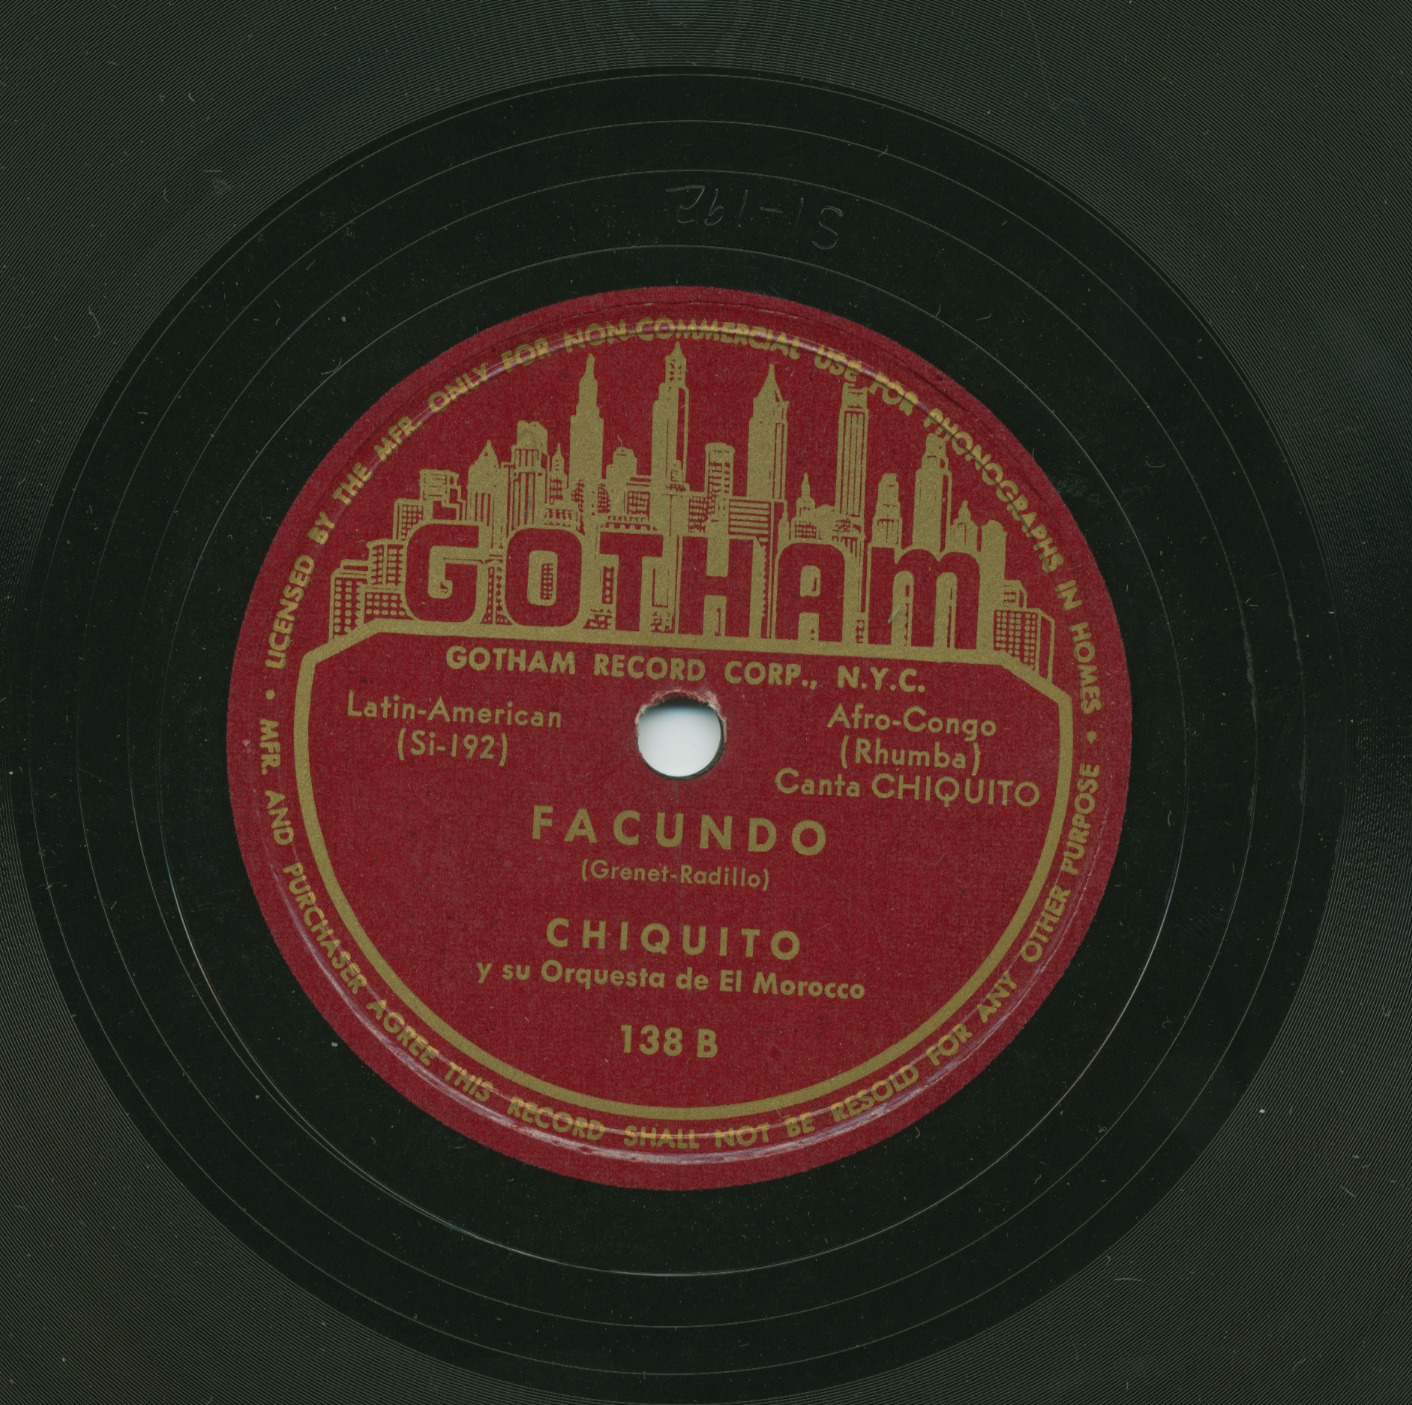 SI-192
LICENSED BY THE MFR. ONLY FOR NON-COMMERCIAL USE FOR PHONOGRAPHS IN HOMES •
MFR. AND PURCHASER AGREE THIS RECORD SHALL NOT BE RESOLD FOR ANY OTHER PURPOSE •
GOTHAM
GOTHAM RECORD CORP., N.Y.C.
Latin-American
(Si-192)
Afro-Congo
(Rhumba)
Canta CHIQUITO
FACUNDO
(Grenet-Radillo)
CHIQUITO
y su Orquesta de El Morocco
138 B